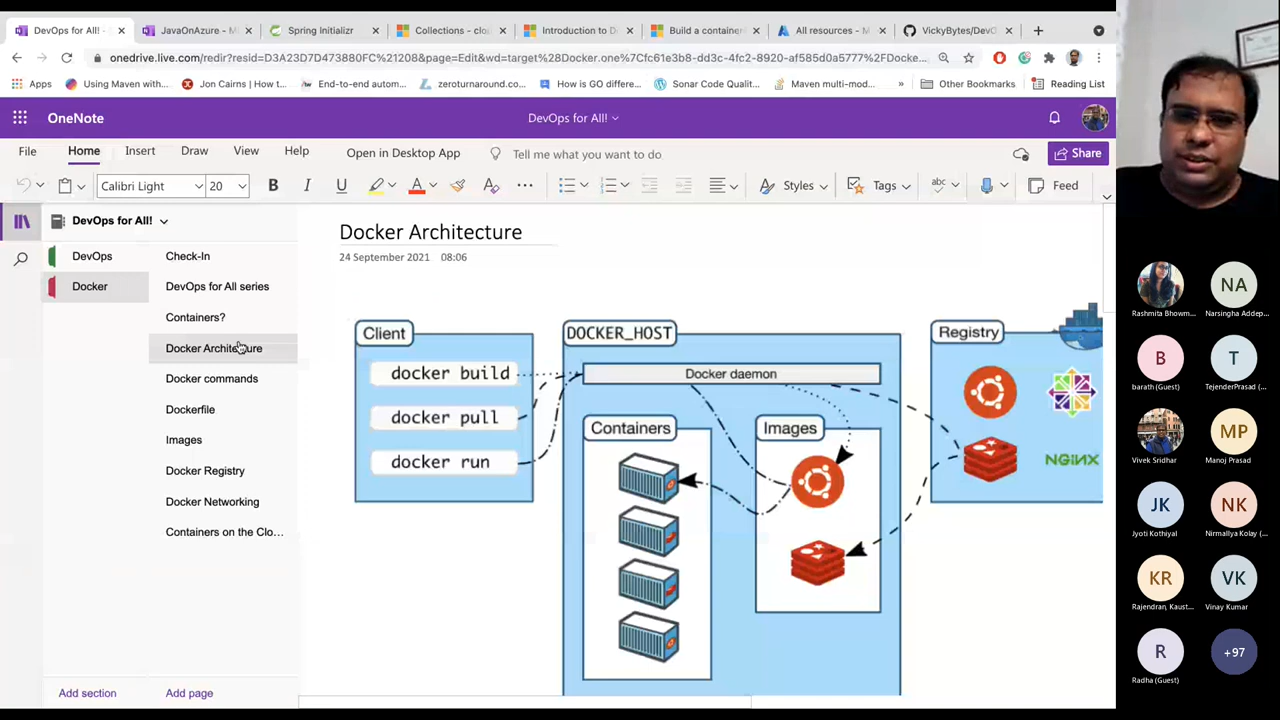 DevOps for All! -
JavaOnAzure -
Spring Initializr
Collections - clo
Introduction to D
Build a container
All resources - M
VickyBytes/DevO
onedrive.live.com/redir?resid=D3A23D7D473880FC%21208&page=Edit&wd=target%28Docker.one%7Cfc61e3b8-dd3c-4fc2-8920-af585d0a5777%2FDocke...
Apps
Using Maven with...
Jon Cairns | How t...
End-to-end autom...
zeroturnaround.co...
How is GO differe...
Sonar Code Qualit...
Maven multi-mod...
»
Other Bookmarks
Reading List
OneNote
DevOps for All!
File
Home
Insert
Draw
View
Help
Open in Desktop App
Tell me what you want to do
Share
Calibri Light
20
B
I
U
A
Styles
Tags
abc
Feed
DevOps for All!
DevOps
Docker
Check-In
DevOps for All series
Containers?
Docker Architecture
Docker commands
Dockerfile
Images
Docker Registry
Docker Networking
Containers on the Clo...
Add section
Add page
Docker Architecture
24 September 2021 08:06
Client
docker build
docker pull
docker run
DOCKER_HOST
Docker daemon
Containers
Images
Registry
NGINX
Rashmita Bhowm...
NA
Narsingha Addep...
B
barath (Guest)
T
TejenderPrasad (...
Vivek Sridhar
MP
Manoj Prasad
JK
Jyoti Kothiyal
NK
Nirmallya Kolay (...
KR
Rajendran, Kaust...
VK
Vinay Kumar
R
Radha (Guest)
+97